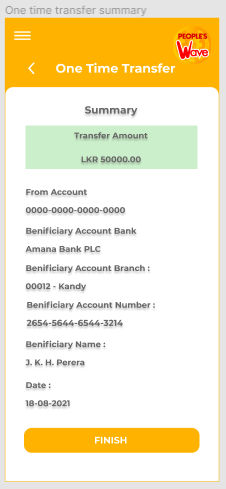 One time transfer summary
PEOPLE'S
Wave
One Time Transfer
Summary
Transfer Amount
LKR 50000.00
From Account
0000-0000-0000-0000
Benificiary Account Bank
Amana Bank PLC
Benificiary Account Branch :
00012 - Kandy
Benificiary Account Number :
2654-5644-6544-3214
Benificiary Name :
J. K. H. Perera
Date :
18-08-2021
FINISH